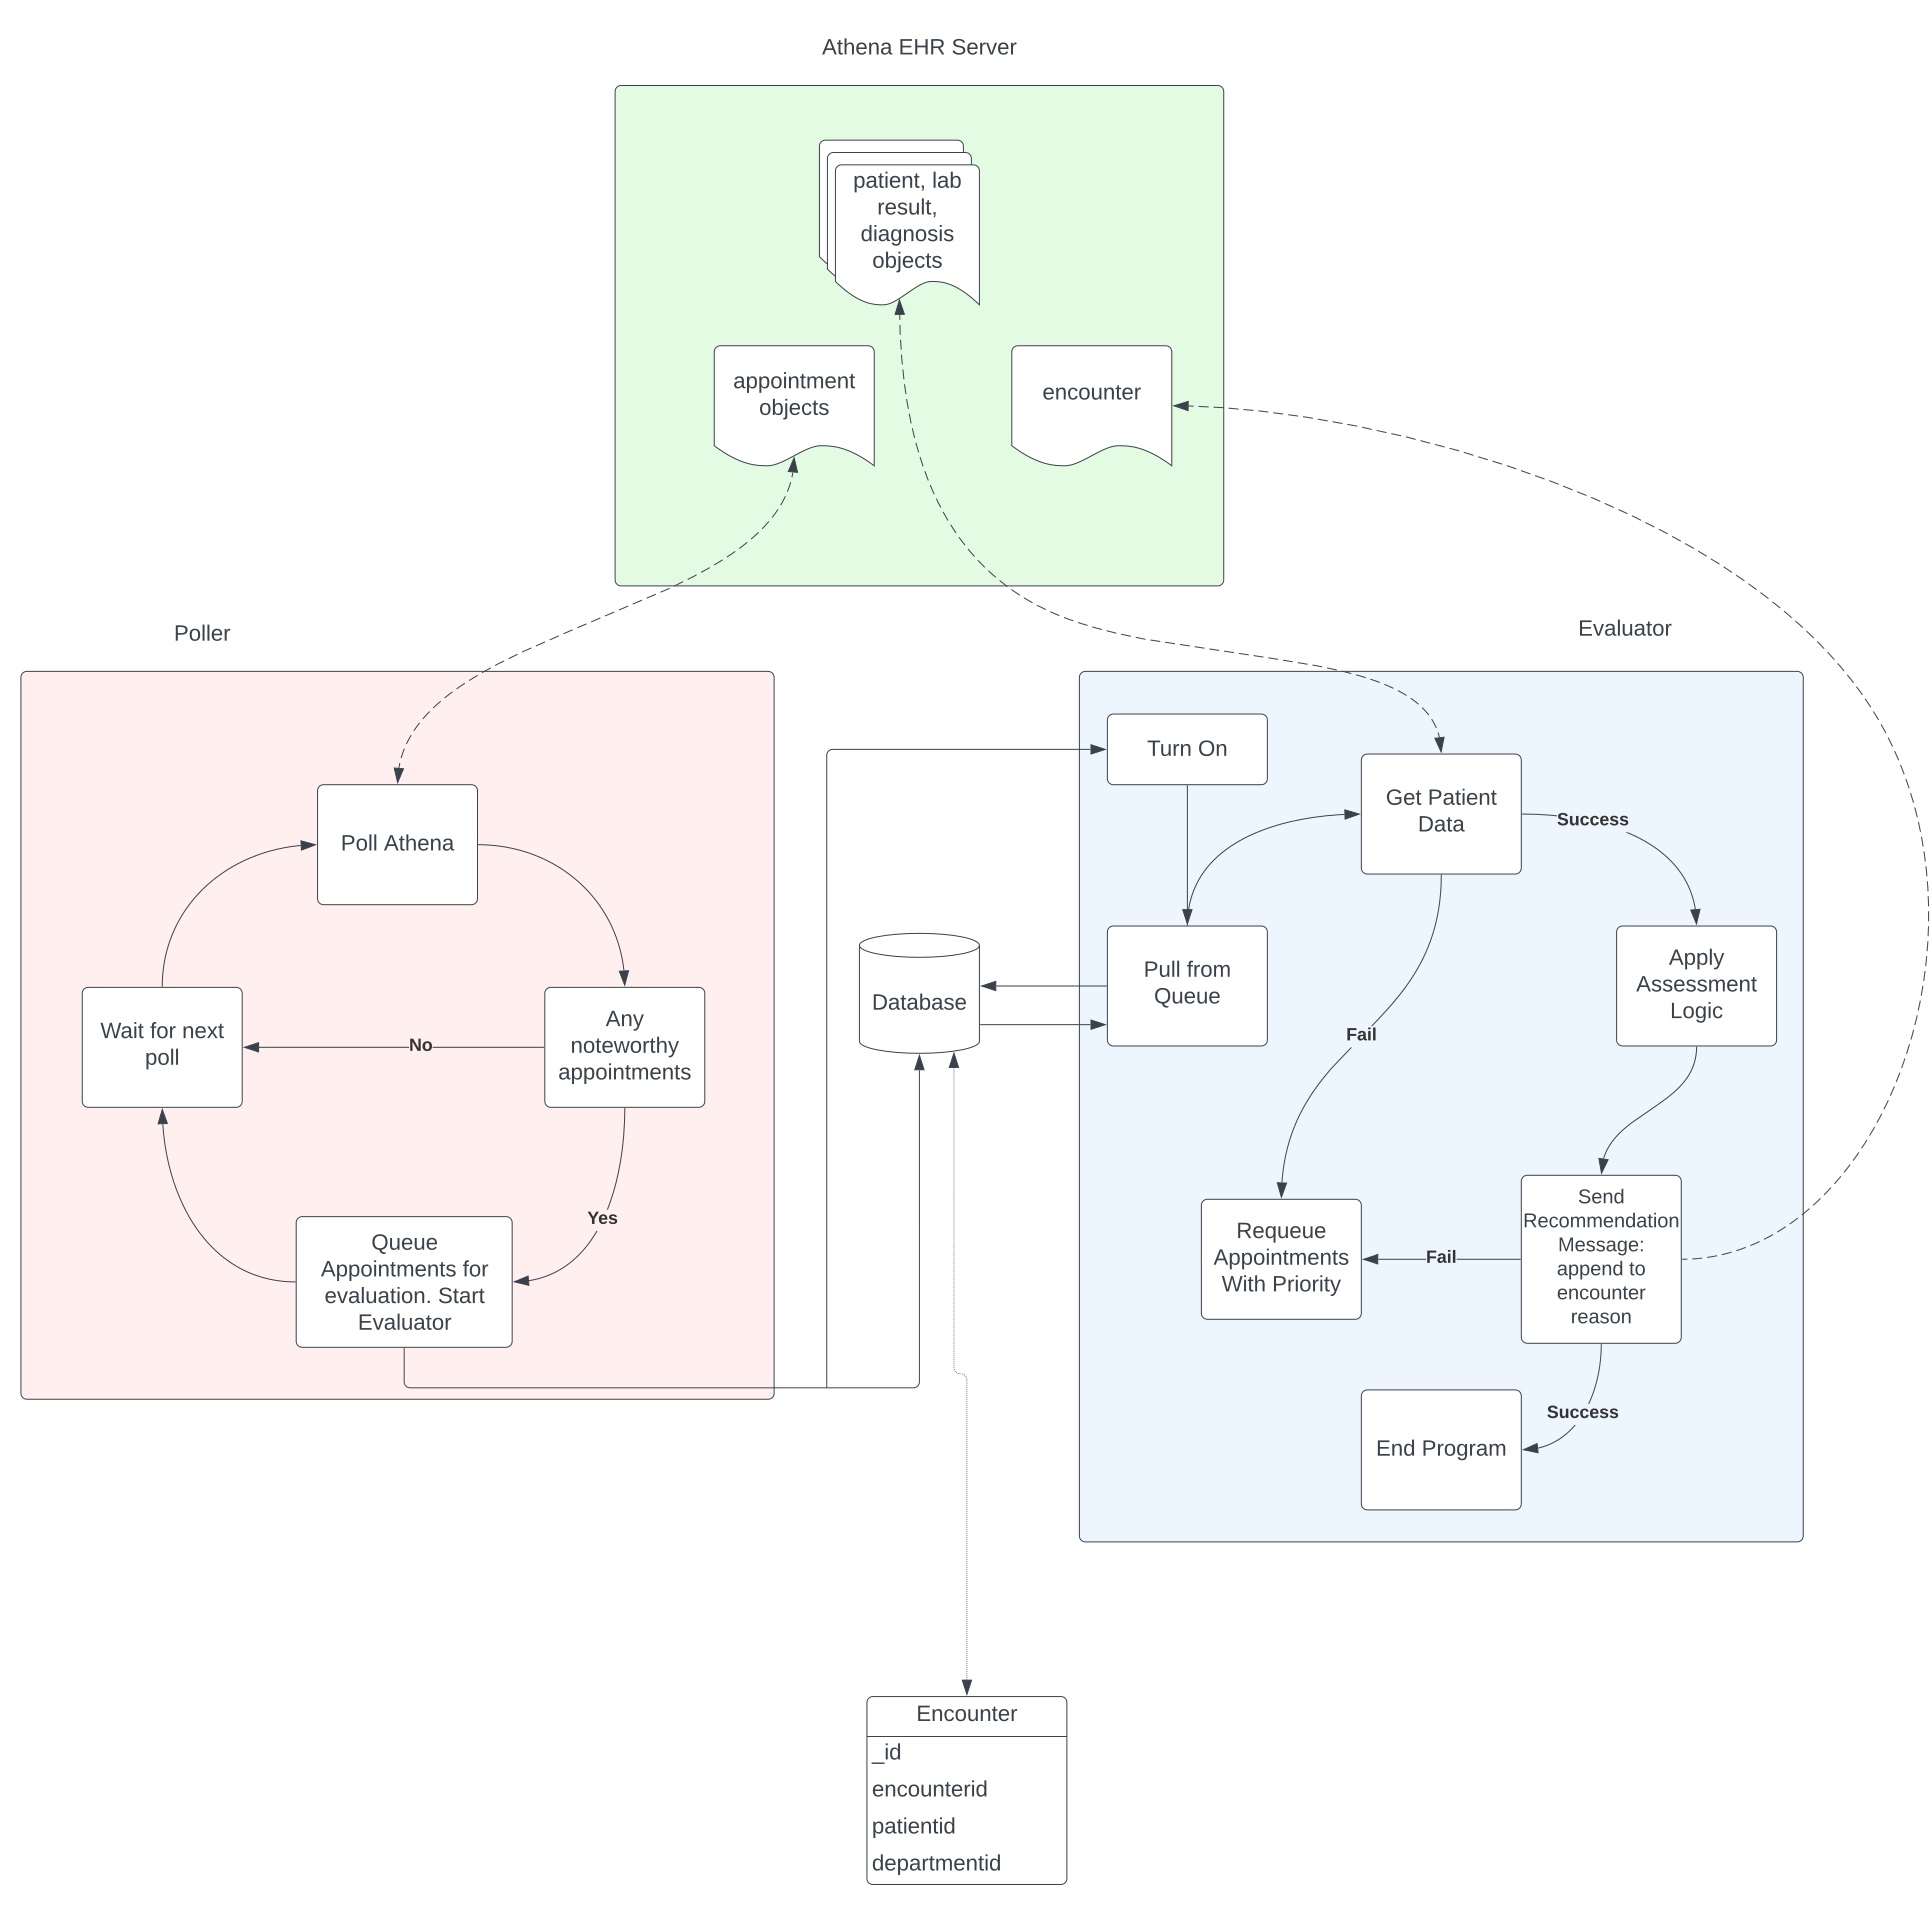 Athena EHR Server
patient, lab
result,
diagnosis
objects
appointment
objects
encounter
Poller
Poll Athena
Wait for next
poll
No
Any
noteworthy
appointments
Yes
Queue
Appointments for
evaluation. Start
Evaluator
Database
Evaluator
Turn On
Get Patient
Data
Success
Pull from
Queue
Apply
Assessment
Logic
Fail
Requeue
Appointments
With Priority
Fail
Send
Recommendation
Message:
append to
encounter
reason
Success
End Program
Encounter
_id
encounterid
patientid
departmentid